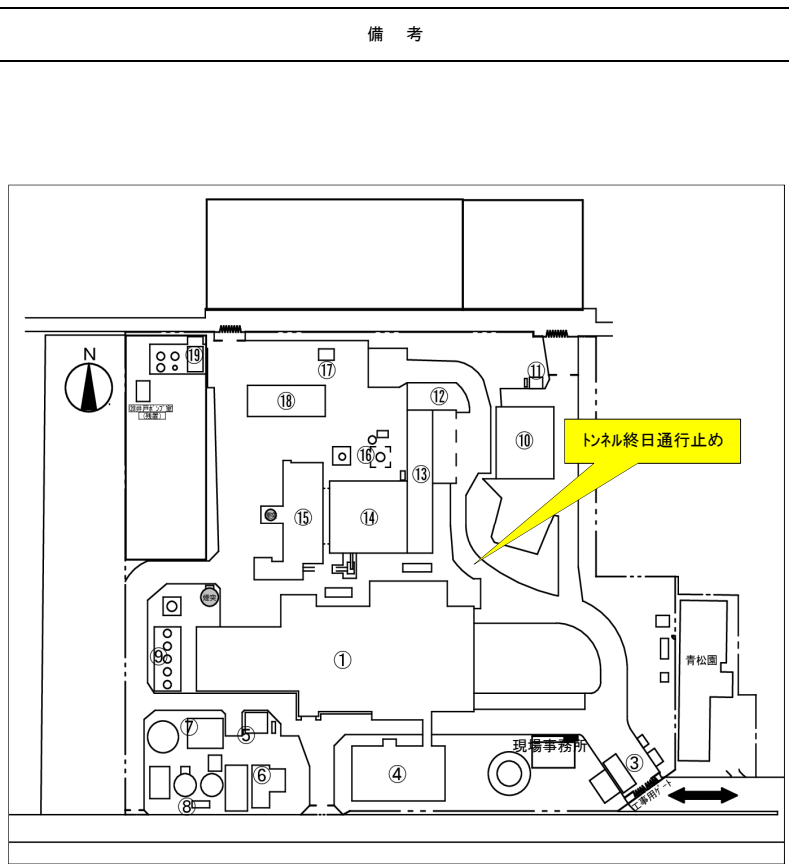 備 考
N
⑲
⑰
⑪
⑱
⑫
⑩
トンネル終日通行止め
⑯
⑬
⑮
⑭
煙突
⑨
①
青松園
⑦
⑤
現場事務所
③
④
⑥
⑧
工事用ゲート